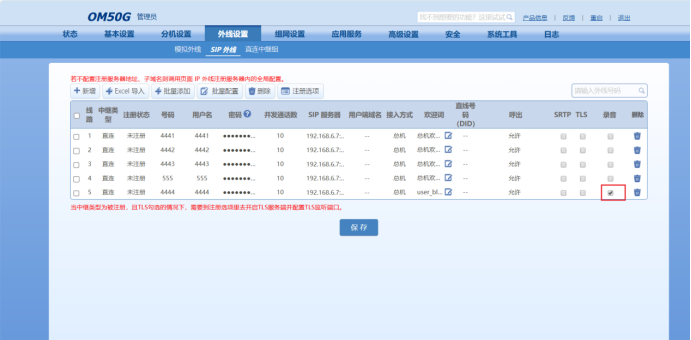 OM50G 管理员
产品信息 | 反馈 | 重启 | 退出
状态 基本设置 分机设置 外线设置 组网设置 应用服务 高级设置 安全 系统工具 日志
模拟外线 SIP 外线 直连中继组
若不配置注册服务器地址、子域名则调用页面 IP 外线注册服务器内的全局配置。
新增 Excel 导入 批量添加 批量配置 删除 注册选项 请输入外线号码
线路 中继类型 注册状态 号码 用户名 密码 并发通话数 SIP 服务器 用户端域名 接入方式 欢迎词 直线号码 (DID) 呼出 SRTP TLS 录音 删除
1 直连 未注册 4441 4441 ●●●●●●●... 10 192.168.6.7:... -- 总机 总机欢... -- 允许
2 直连 未注册 4442 4442 ●●●●●●●... 10 192.168.6.7:... -- 总机 总机欢... -- 允许
3 直连 未注册 4443 4443 ●●●●●●●... 10 192.168.6.7:... -- 总机 总机欢... -- 允许
4 直连 未注册 555 555 ●●●●●●●... 10 192.168.6.7:... -- 总机 总机欢... -- 允许
5 直连 未注册 4444 4444 ●●●●●●●... 10 192.168.6.7:... -- 总机 user_bl... -- 允许
当中继类型为被注册，且TLS勾选的情况下，需要到注册选项里去开启TLS服务端并配置TLS监听端口。
保 存